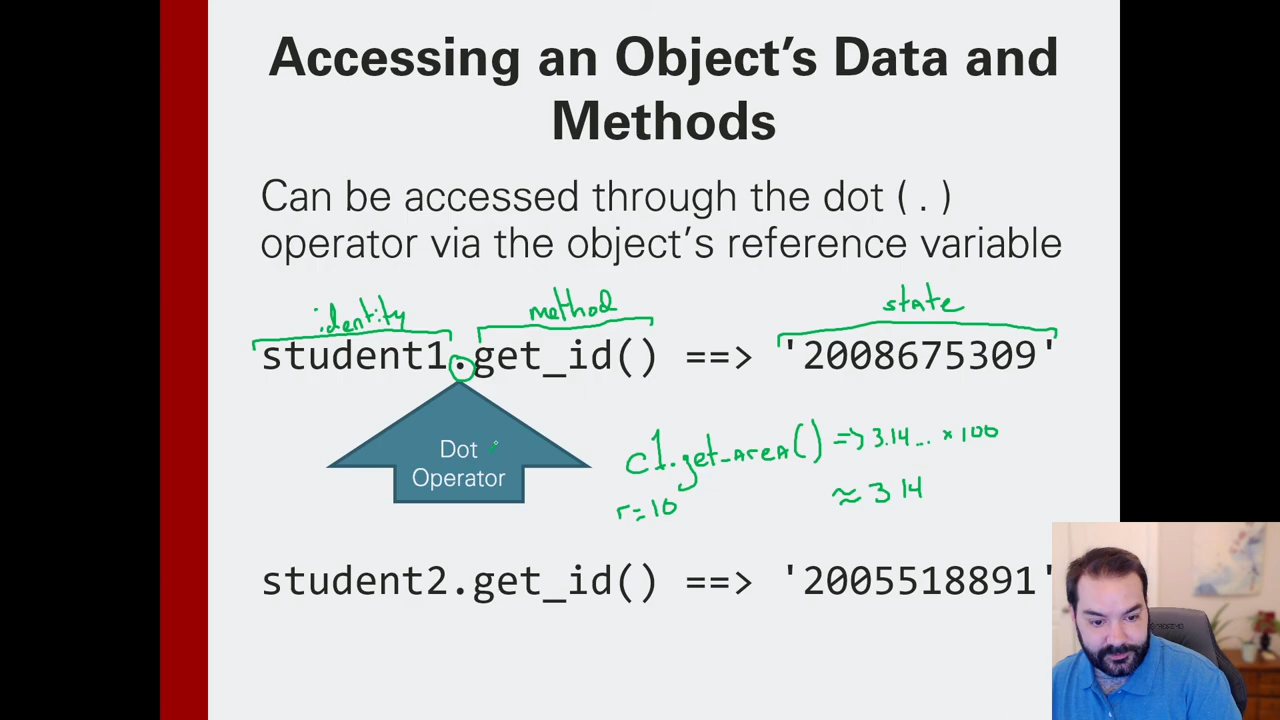 Accessing an Object's Data and
Methods
Can be accessed through the dot (.)
operator via the object's reference variable
identity method state
student1.get_id() ==> '2008675309'
Dot
Operator
c1.get_area() => 3.14... × 100
r=10 ≈ 314
student2.get_id() ==> '2005518891'